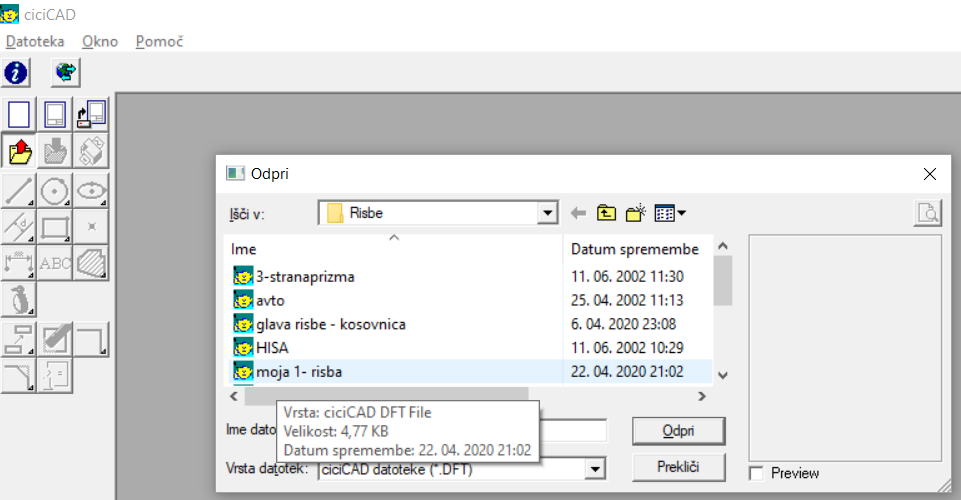 ciciCAD
Datoteka Okno Pomoč
Odpri
Išči v: Risbe
Ime Datum spremembe
3-stranaprizma 11. 06. 2002 11:30
avto 25. 04. 2002 11:13
glava risbe - kosovnica 6. 04. 2020 23:08
HISA 11. 06. 2002 10:29
moja 1- risba 22. 04. 2020 21:02
ABC
Vrsta: ciciCAD DFT File
Ime dato Odpri
Velikost: 4,77 KB
Datum spremembe: 22. 04. 2020 21:02
Vrsta datotek: ciciCAD datoteke (*.DFT) Prekliči
Preview